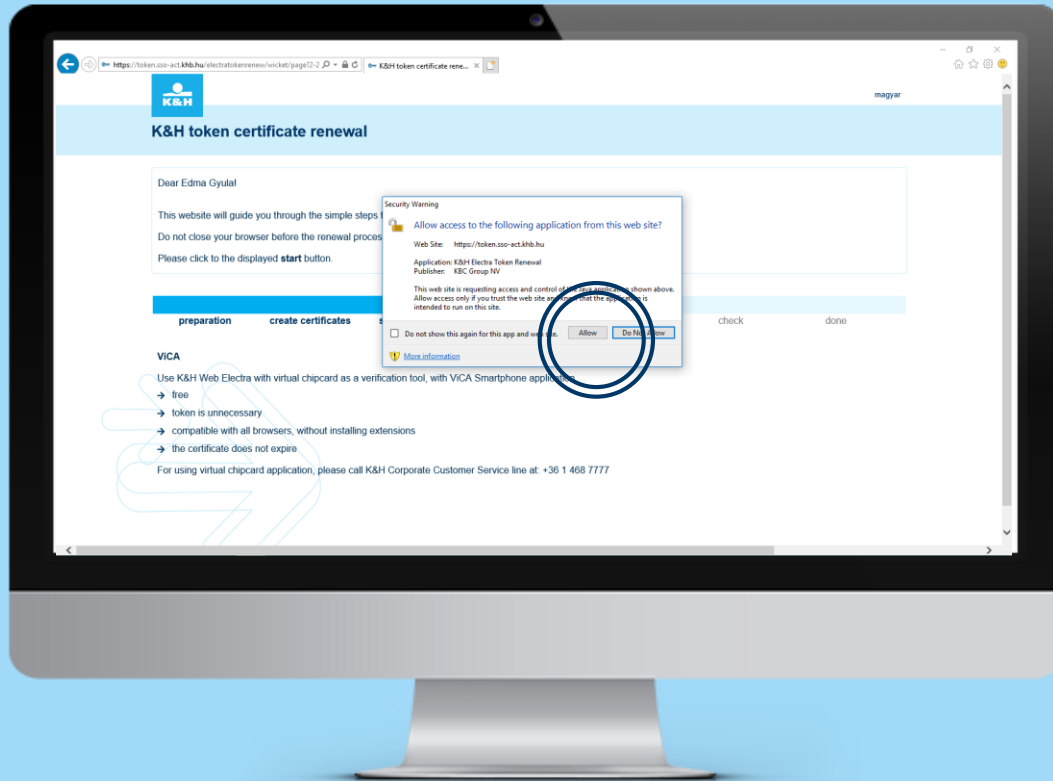 https://token.sso-act.khb.hu/electratokenrenew/wicket/page?2-2
K&H token certificate rene...
K&H
magyar
K&H token certificate renewal
Dear Edma Gyula!
This website will guide you through the simple steps
Do not close your browser before the renewal proces
Please click to the displayed start button.
Security Warning
Allow access to the following application from this web site?
Web Site: https://token.sso-act.khb.hu
Application: K&H Electra Token Renewal
Publisher: KBC Group NV
This web site is requesting access and control of the Java application shown above.
Allow access only if you trust the web site and know that the application is
intended to run on this site.
Do not show this again for this app and web site.
Allow
Do Not Allow
More information
preparation
create certificates
check
done
ViCA
Use K&H Web Electra with virtual chipcard as a verification tool, with ViCA Smartphone application
→ free
→ token is unnecessary
→ compatible with all browsers, without installing extensions
→ the certificate does not expire
For using virtual chipcard application, please call K&H Corporate Customer Service line at: +36 1 468 7777